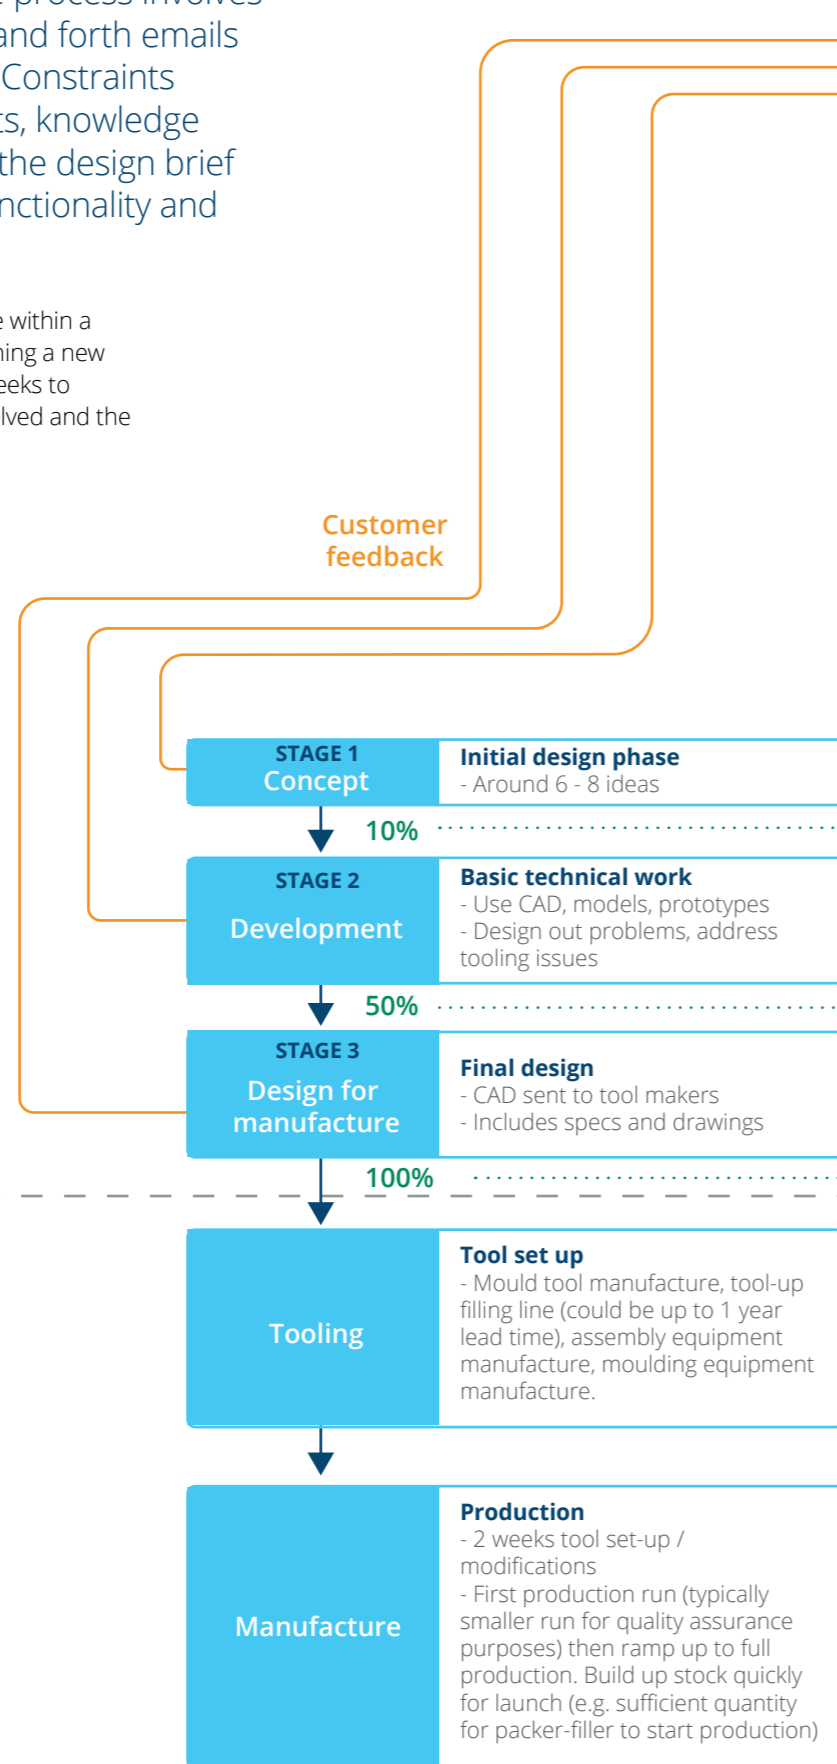 process involves
and forth emails
Constraints
knowledge
the design brief
and
within a
a new
to
and the
Customer
feedback
STAGE 1
Concept
Initial design phase
- Around 6 - 8 ideas
10%
STAGE 2
Development
Basic technical work
- Use CAD, models, prototypes
- Design out problems, address
tooling issues
50%
STAGE 3
Design for
manufacture
Final design
- CAD sent to tool makers
- Includes specs and drawings
100%
Tooling
Tool set up
- Mould tool manufacture, tool-up
filling line (could be up to 1 year
lead time), assembly equipment
manufacture, moulding equipment
manufacture.
Manufacture
Production
- 2 weeks tool set-up /
modifications
- First production run (typically
smaller run for quality assurance
purposes) then ramp up to full
production. Build up stock quickly
for launch (e.g. sufficient quantity
for packer-filler to start production)